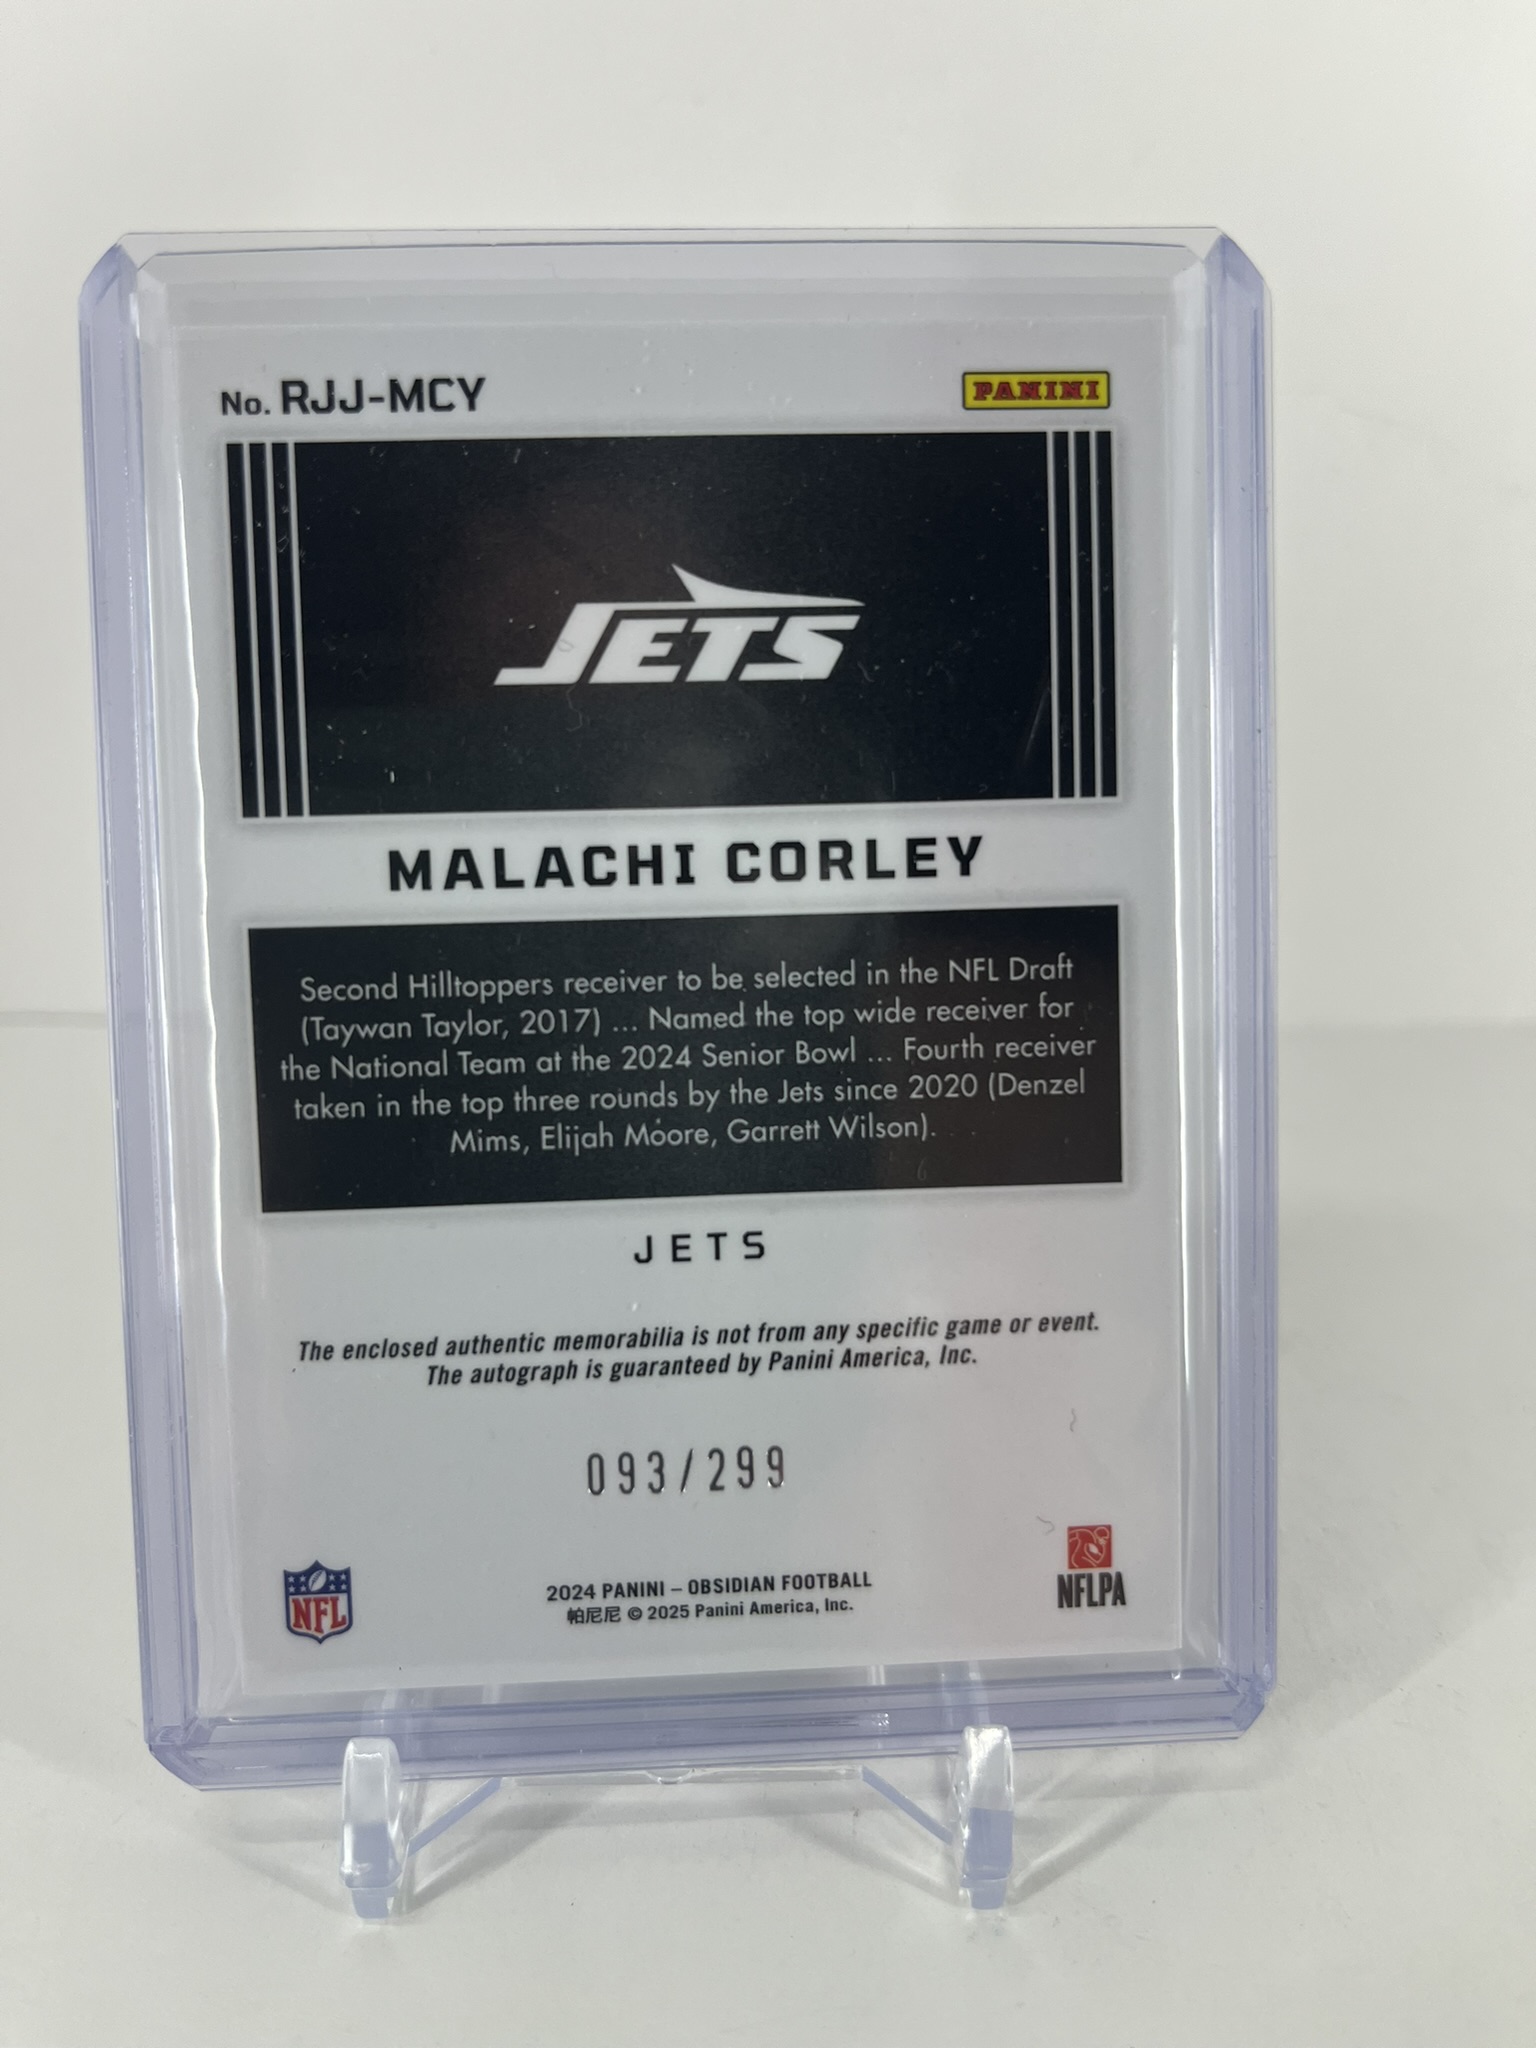 No. RJJ-MCY
PANINI
JETS
MALACHI CORLEY
Second Hilltoppers receiver to be selected in the NFL Draft
(Taywan Taylor, 2017) ... Named the top wide receiver for
the National Team at the 2024 Senior Bowl ... Fourth receiver
taken in the top three rounds by the Jets since 2020 (Denzel
Mims, Elijah Moore, Garrett Wilson).
JETS
The enclosed authentic memorabilia is not from any specific game or event.
The autograph is guaranteed by Panini America, Inc.
093/299
NFL
2024 PANINI – OBSIDIAN FOOTBALL
帕尼尼 © 2025 Panini America, Inc.
NFLPA